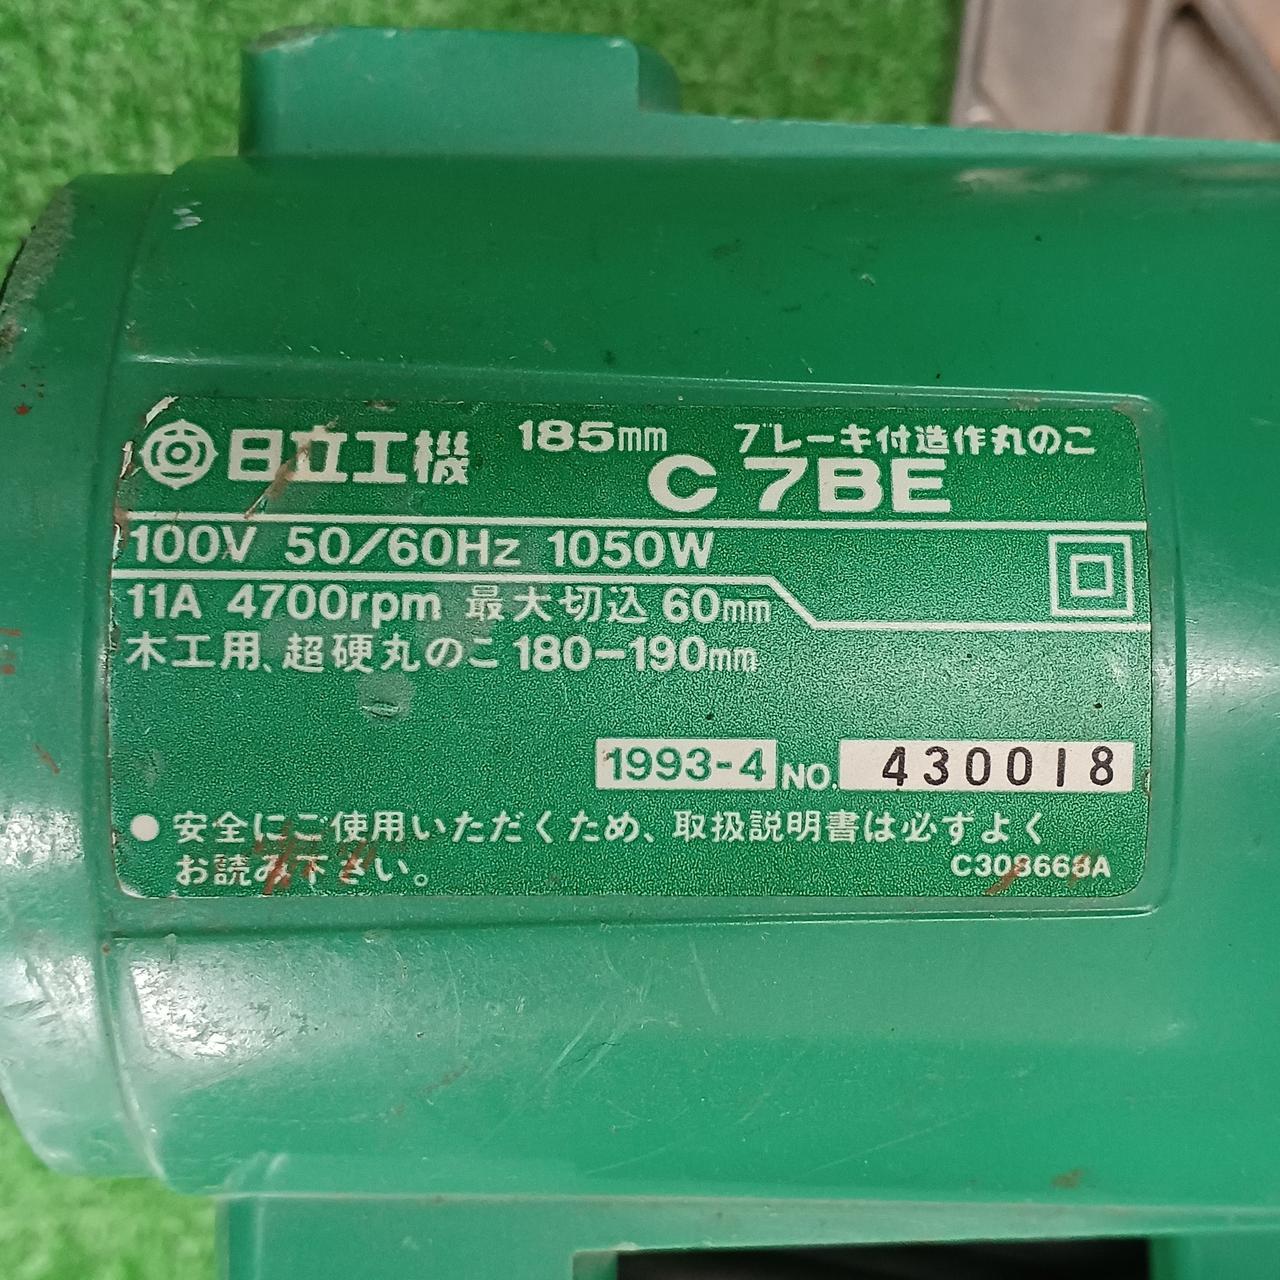 日立工機 185mm ブレーキ付造作丸のこ
C 7BE
100V 50/60Hz 1050W
11A 4700rpm 最大切込 60mm
木工用、超硬丸のこ 180-190mm
1993-4 NO. 430018
● 安全にご使用いただくため、取扱説明書は必ずよく
お読み下さい。
C308668A